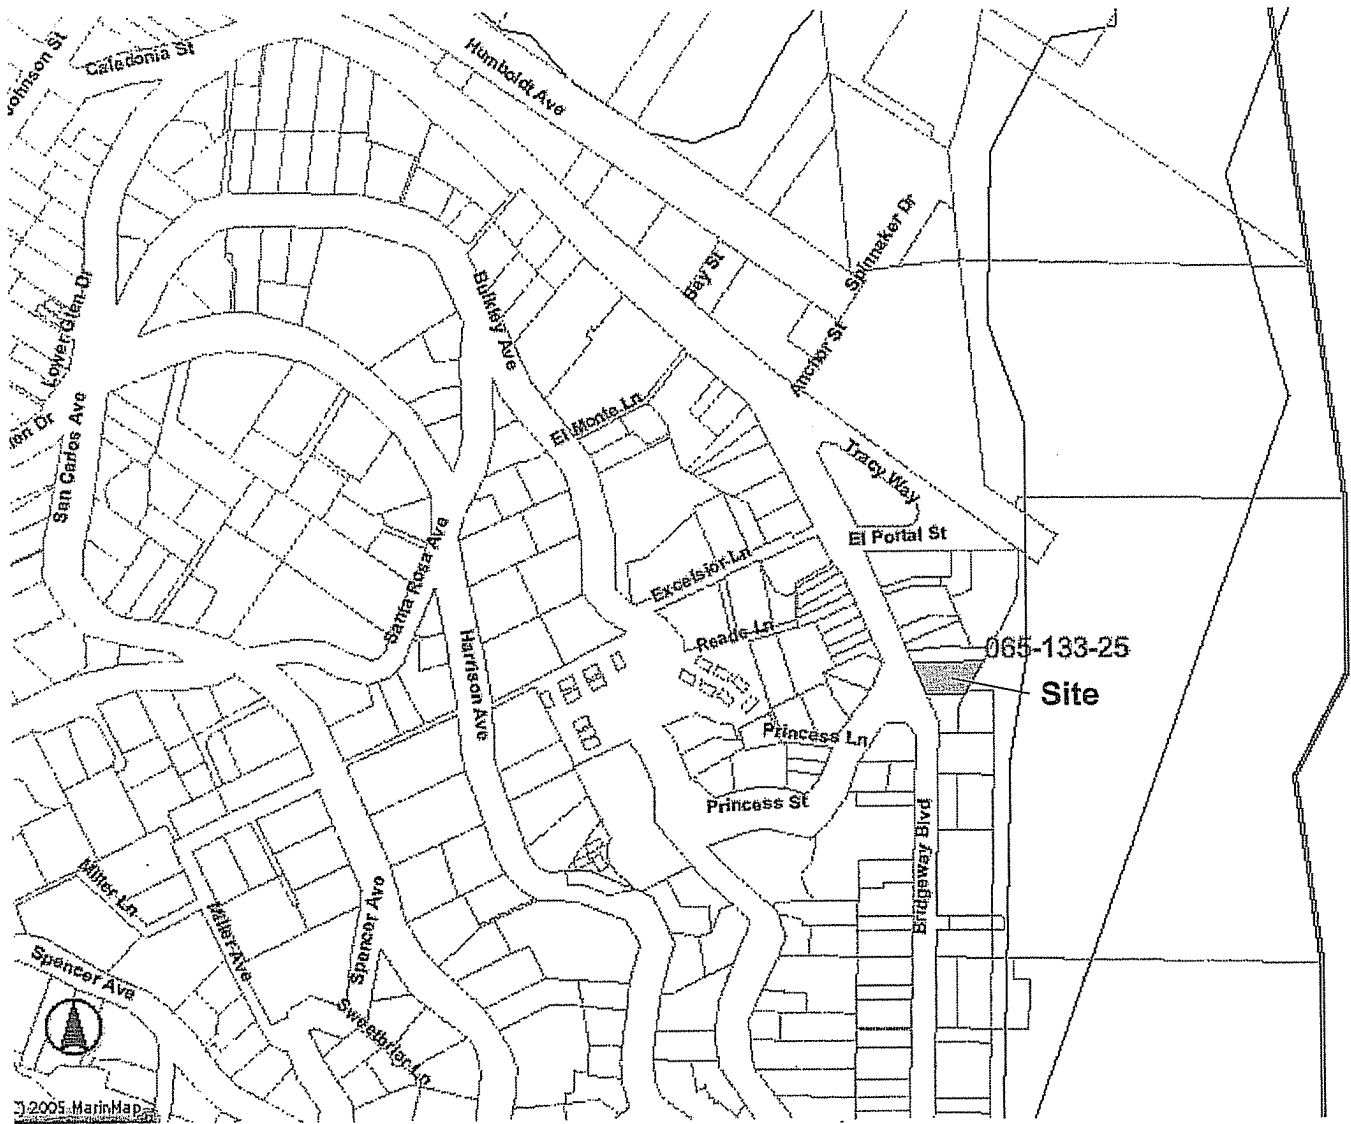 Johnson St
Caledonia St
Humboldt Ave
Spinnaker Dr
Bay St
Lower Glen Dr
Bulkley Ave
Anchor St
San Carlos Ave
El Monte Ln
Tracy Way
El Portal St
Excelsior Ln
Santa Rosa Ave
Reade Ln
Harrison Ave
065-133-25
Site
Princess Ln
Princess St
Bridgeway Blvd
Miller Ln
Miller Ave
Spencer Ave
Spencer Ave
Sweetbriar Ln
2005 MarinMap